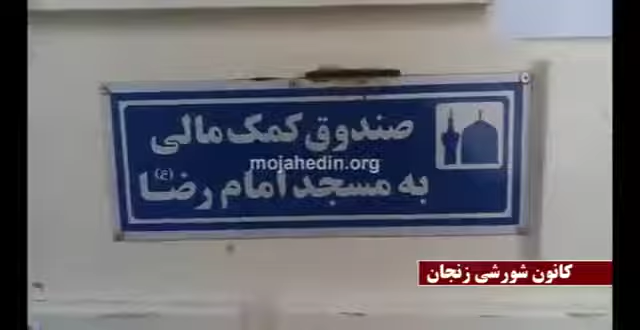 صندوق کمک مالی
mojahedin.org
به مسجد امام رضا (ع)
کانون شورشی زنجان